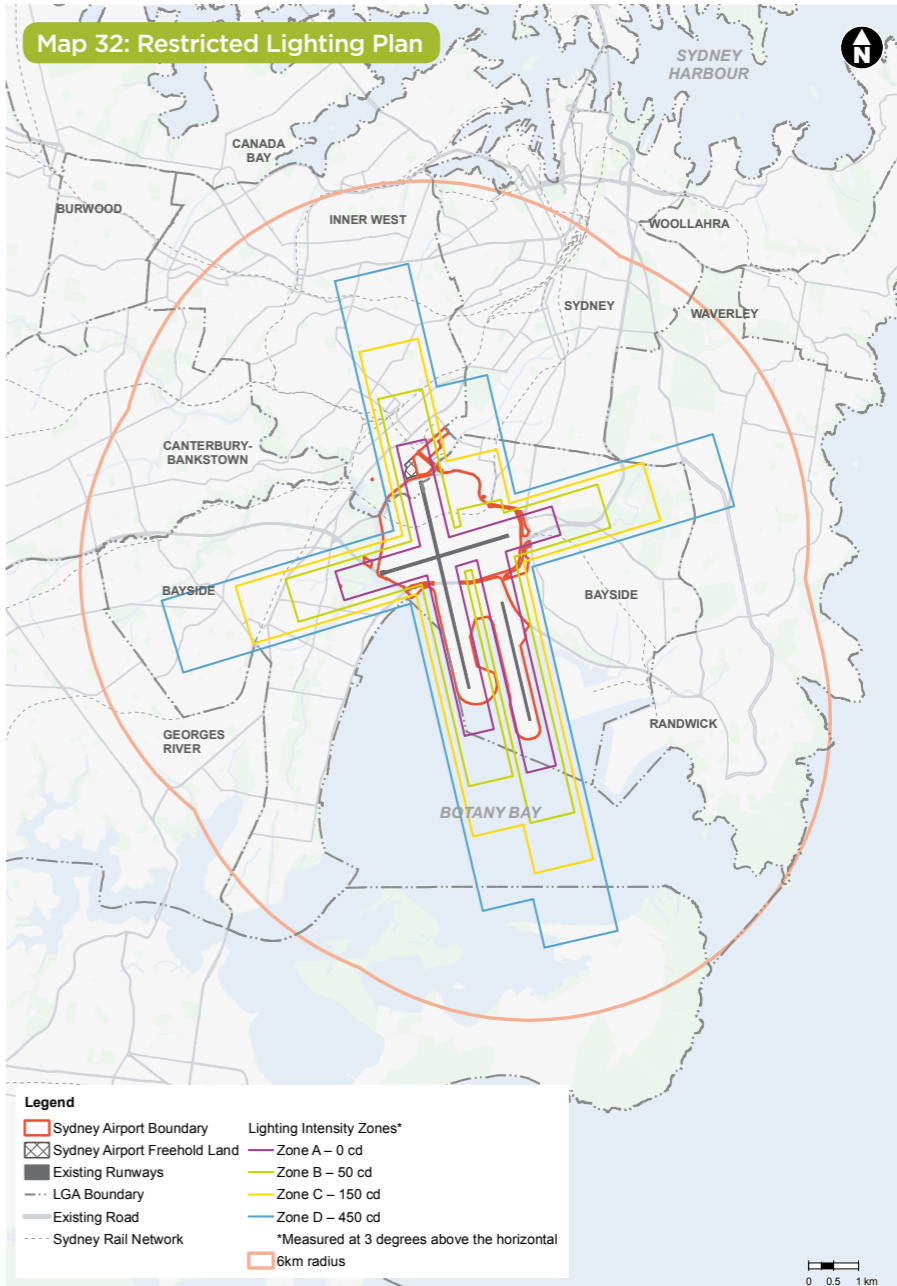 Map 32: Restricted Lighting Plan
SYDNEY
HARBOUR
N
CANADA
BAY
BURWOOD
INNER WEST
WOOLLAHRA
SYDNEY
WAVERLEY
CANTERBURY-
BANKSTOWN
BAYSIDE
BAYSIDE
GEORGES
RIVER
RANDWICK
BOTANY BAY
Legend
Sydney Airport Boundary
Sydney Airport Freehold Land
Existing Runways
LGA Boundary
Existing Road
Sydney Rail Network
Lighting Intensity Zones*
Zone A – 0 cd
Zone B – 50 cd
Zone C – 150 cd
Zone D – 450 cd
*Measured at 3 degrees above the horizontal
6km radius
0 0.5 1 km